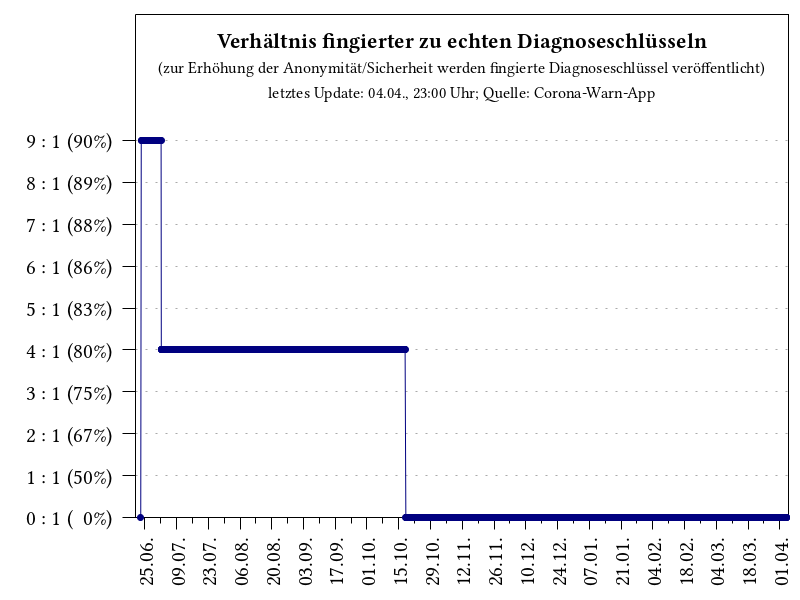 Verhältnis fingierter zu echten Diagnoseschlüsseln
(zur Erhöhung der Anonymität/Sicherheit werden fingierte Diagnoseschlüssel veröffentlicht)
letztes Update: 04.04., 23:00 Uhr; Quelle: Corona-Warn-App
9 : 1 (90%)
8 : 1 (89%)
7 : 1 (88%)
6 : 1 (86%)
5 : 1 (83%)
4 : 1 (80%)
3 : 1 (75%)
2 : 1 (67%)
1 : 1 (50%)
0 : 1 ( 0%)
25.06.
09.07.
23.07.
06.08.
20.08.
03.09.
17.09.
01.10.
15.10.
29.10.
12.11.
26.11.
10.12.
24.12.
07.01.
21.01.
04.02.
18.02.
04.03.
18.03.
01.04.